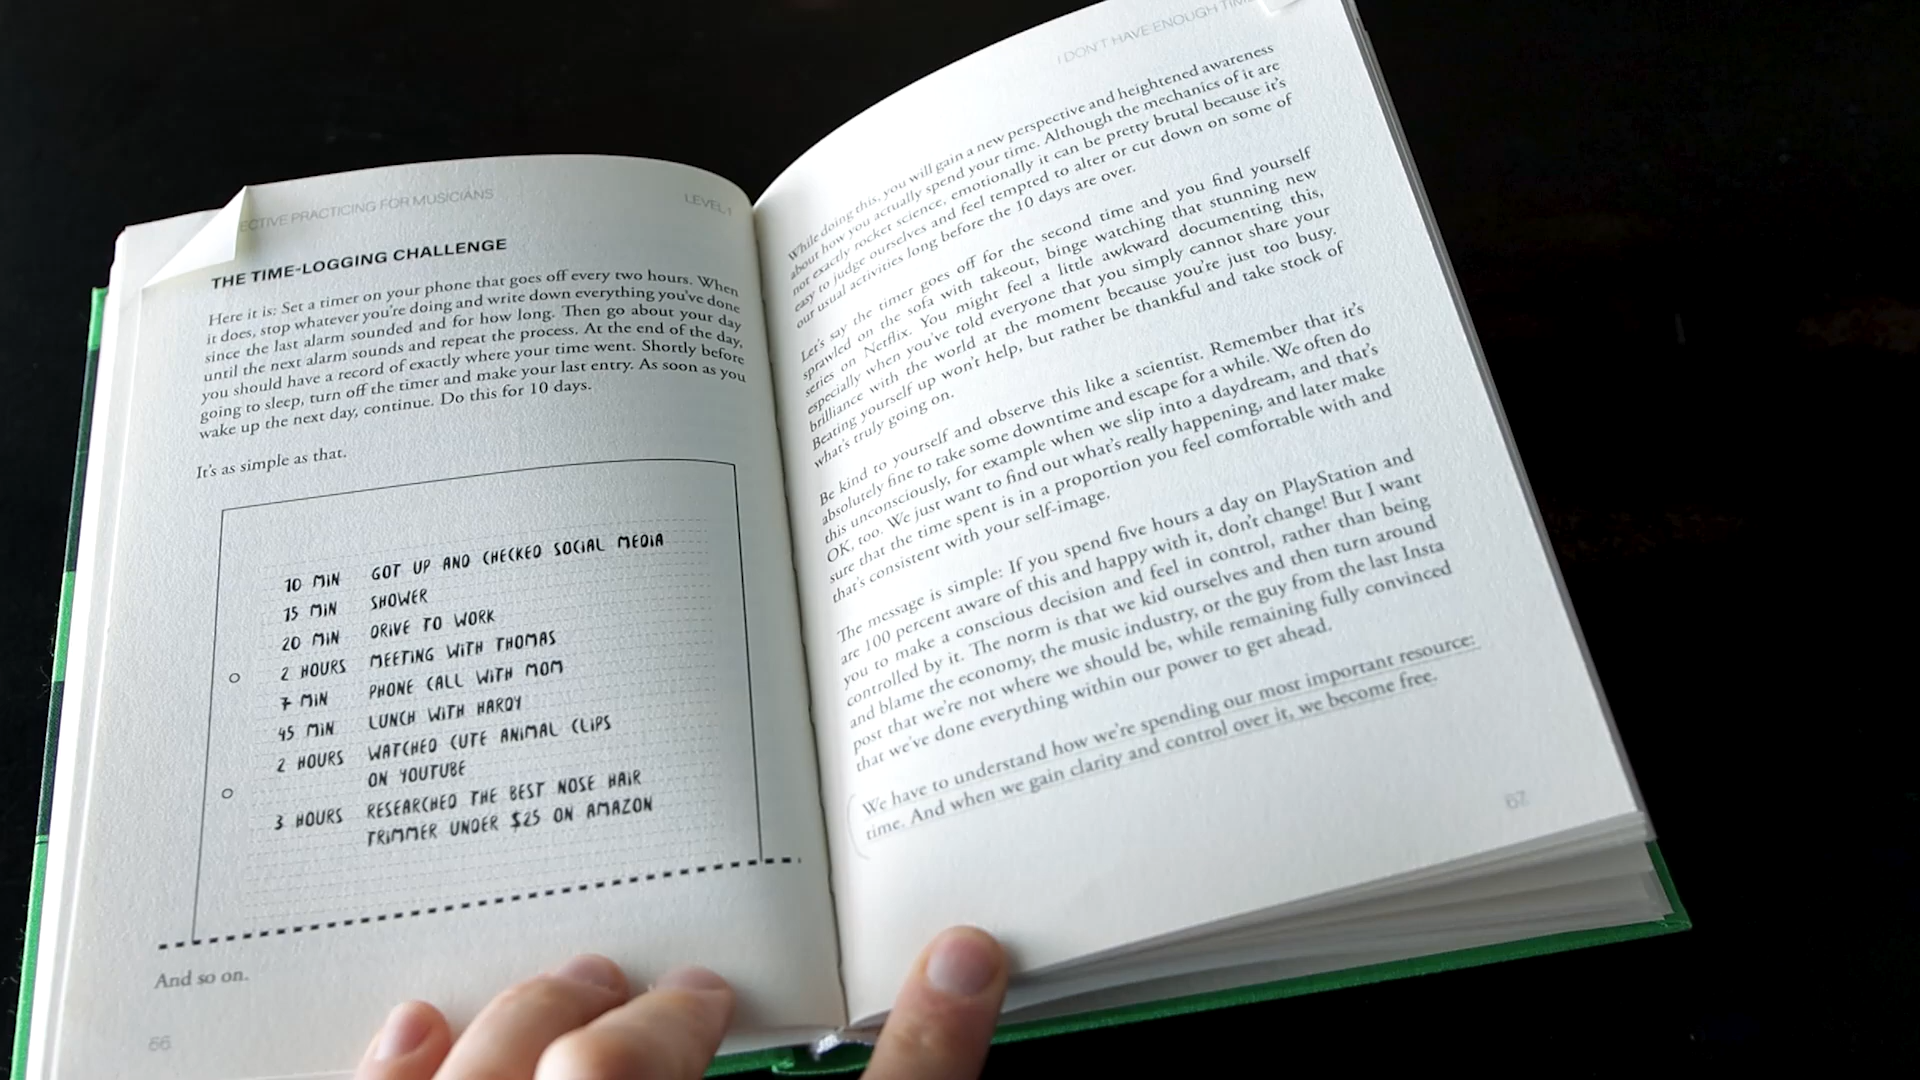 ECTIVE PRACTICING FOR MUSICIANS
LEVEL 1
THE TIME-LOGGING CHALLENGE
Here it is: Set a timer on your phone that goes off every two hours. When
it does, stop whatever you're doing and write down everything you've done
since the last alarm sounded and for how long. Then go about your day
until the next alarm sounds and repeat the process. At the end of the day,
you should have a record of exactly where your time went. Shortly before
going to sleep, turn off the timer and make your last entry. As soon as you
wake up the next day, continue. Do this for 10 days.
It's as simple as that.
10 MIN GOT UP AND CHECKED SOCIAL MEDIA
15 MIN SHOWER
20 MIN DRIVE TO WORK
2 HOURS MEETING WITH THOMAS
7 MIN PHONE CALL WITH MOM
45 MIN LUNCH WITH HARDY
2 HOURS WATCHED CUTE ANIMAL CLIPS
ON YOUTUBE
3 HOURS RESEARCHED THE BEST NOSE HAIR
TRIMMER UNDER $25 ON AMAZON
And so on.
66
I DON'T HAVE ENOUGH TIM
While doing this, you will gain a new perspective and heightened awareness
about how you actually spend your time. Although the mechanics of it are
not exactly rocket science, emotionally it can be pretty brutal because it's
easy to judge ourselves and feel tempted to alter or cut down on some of
our usual activities long before the 10 days are over.
Let's say the timer goes off for the second time and you find yourself
sprawled on the sofa with takeout, binge watching that stunning new
series on Netflix. You might feel a little awkward documenting this,
especially when you've told everyone that you simply cannot share your
brilliance with the world at the moment because you're just too busy.
Beating yourself up won't help, but rather be thankful and take stock of
what's truly going on.
Be kind to yourself and observe this like a scientist. Remember that it's
absolutely fine to take some downtime and escape for a while. We often do
this unconsciously, for example when we slip into a daydream, and that's
OK, too. We just want to find out what's really happening, and later make
sure that the time spent is in a proportion you feel comfortable with and
that's consistent with your self-image.
The message is simple: If you spend five hours a day on PlayStation and
are 100 percent aware of this and happy with it, don't change! But I want
you to make a conscious decision and feel in control, rather than being
controlled by it. The norm is that we kid ourselves and then turn around
and blame the economy, the music industry, or the guy from the last Insta
post that we're not where we should be, while remaining fully convinced
that we've done everything within our power to get ahead.
We have to understand how we're spending our most important resource:
time. And when we gain clarity and control over it, we become free.
67